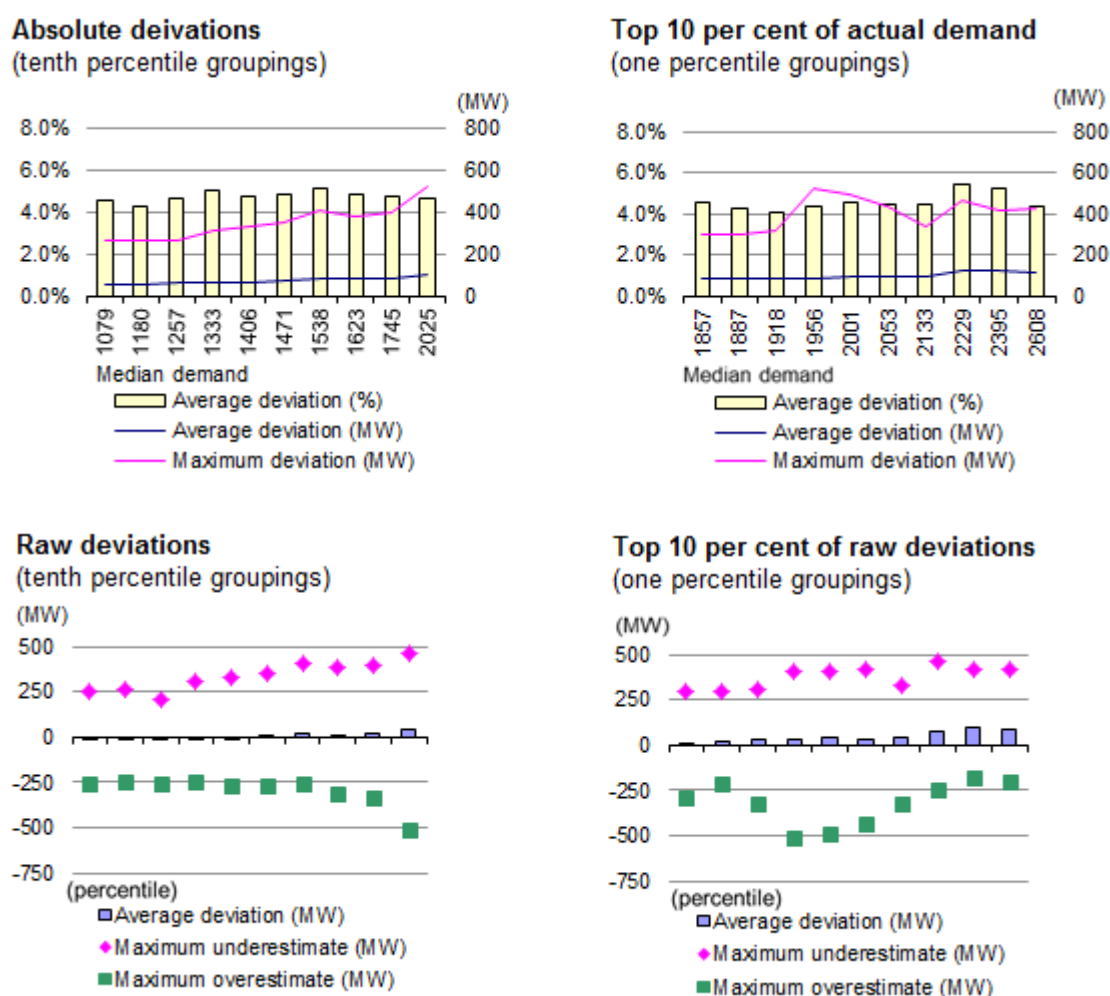 Absolute deivations
(tenth percentile groupings)
(MW)
8.0%
800
6.0%
600
4.0%
400
2.0%
200
0.0%
0
1079
1180
1257
1333
1406
1471
1538
1623
1745
2025
Median demand
Average deviation (%)
Average deviation (MW)
Maximum deviation (MW)
Top 10 per cent of actual demand
(one percentile groupings)
(MW)
8.0%
800
6.0%
600
4.0%
400
2.0%
200
0.0%
0
1857
1887
1918
1956
2001
2053
2133
2229
2395
2608
Median demand
Average deviation (%)
Average deviation (MW)
Maximum deviation (MW)
Raw deviations
(tenth percentile groupings)
(MW)
500
250
0
-250
-500
-750
(percentile)
Average deviation (MW)
Maximum underestimate (MW)
Maximum overestimate (MW)
Top 10 per cent of raw deviations
(one percentile groupings)
(MW)
500
250
0
-250
-500
-750
(percentile)
Average deviation (MW)
Maximum underestimate (MW)
Maximum overestimate (MW)